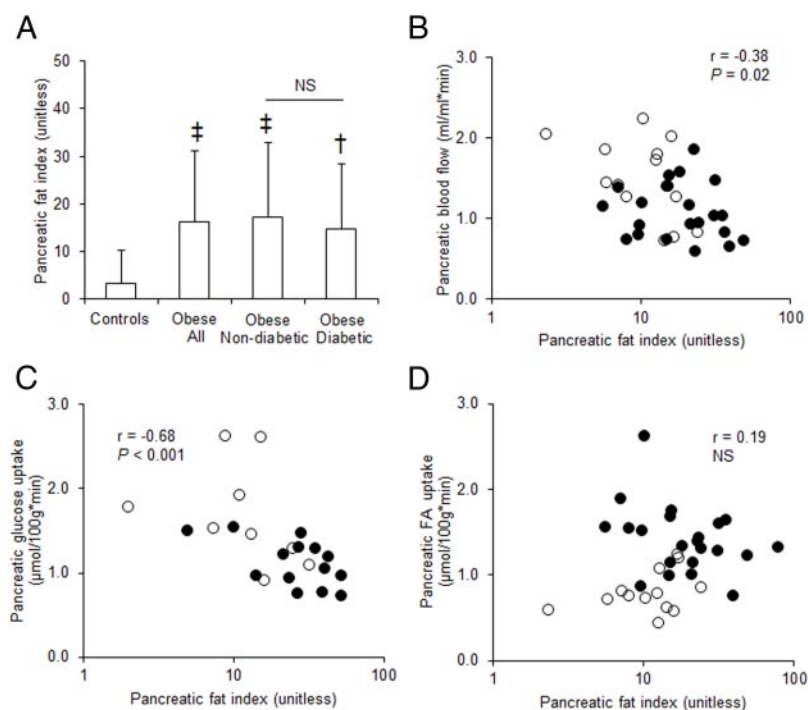 A
Pancreatic fat index (unitless)
50
40
30
20
10
0
NS
‡
‡
†
Controls
Obese
All
Obese
Non-diabetic
Obese
Diabetic
B
Pancreatic blood flow (ml/ml*min)
3.0
2.0
1.0
0.0
r = -0.38
P = 0.02
1
10
100
Pancreatic fat index (unitless)
C
Pancreatic glucose uptake
(µmol/100g*min)
3.0
2.0
1.0
0.0
r = -0.68
P < 0.001
1
10
100
Pancreatic fat index (unitless)
D
Pancreatic FA uptake
(µmol/100g*min)
3.0
2.0
1.0
0.0
r = 0.19
NS
1
10
100
Pancreatic fat index (unitless)